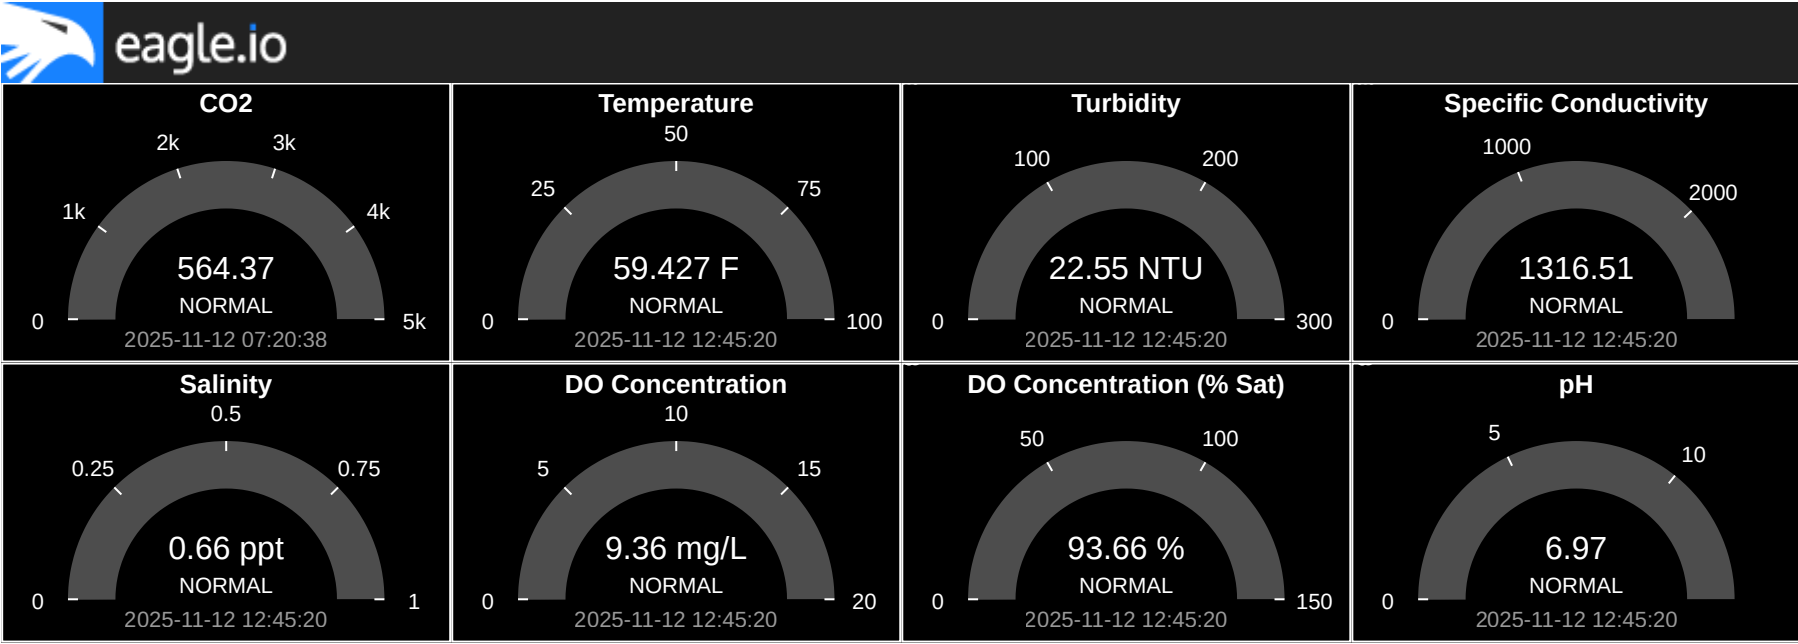 eagle.io
CO2
2k
3k
1k
4k
564.37
NORMAL
0
5k
2025-11-12 07:20:38
Temperature
50
25
75
59.427 F
NORMAL
0
100
2025-11-12 12:45:20
Turbidity
100
200
22.55 NTU
NORMAL
0
300
2025-11-12 12:45:20
Specific Conductivity
1000
2000
1316.51
NORMAL
0
2025-11-12 12:45:20
Salinity
0.5
0.25
0.75
0.66 ppt
NORMAL
0
1
2025-11-12 12:45:20
DO Concentration
10
5
15
9.36 mg/L
NORMAL
0
20
2025-11-12 12:45:20
DO Concentration (% Sat)
50
100
93.66 %
NORMAL
0
150
2025-11-12 12:45:20
pH
5
10
6.97
NORMAL
0
2025-11-12 12:45:20